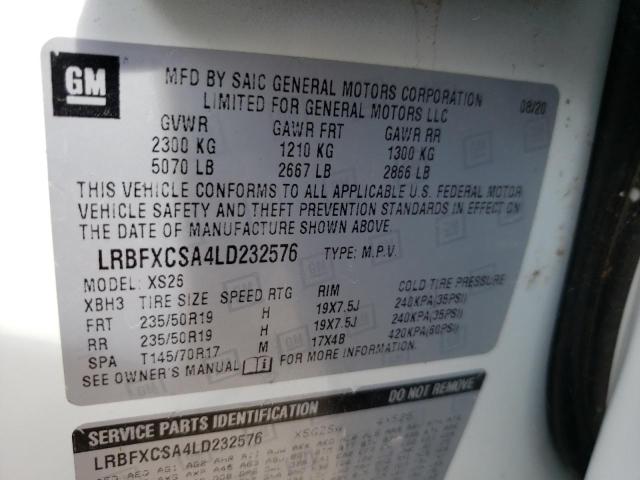 GM
MFD BY SAIC GENERAL MOTORS CORPORATION
LIMITED FOR GENERAL MOTORS LLC
08/20
GVWR GAWR FRT GAWR RR
2300 KG 1210 KG 1300 KG
5070 LB 2667 LB 2866 LB
THIS VEHICLE CONFORMS TO ALL APPLICABLE U.S. FEDERAL MOTOR
VEHICLE SAFETY AND THEFT PREVENTION STANDARDS IN EFFECT ON
THE DATE OF MANUFACTURE SHOWN ABOVE.
LRBFXCSA4LD232576 TYPE: M.P.V.
MODEL: XS26
XBH3 TIRE SIZE SPEED RTG RIM COLD TIRE PRESSURE
FRT 235/50R19 H 19X7.5J 240KPA(35PSI)
RR 235/50R19 H 19X7.5J 240KPA(35PSI)
SPA T145/70R17 M 17X4B 420KPA(60PSI)
SEE OWNER'S MANUAL FOR MORE INFORMATION.
SERVICE PARTS IDENTIFICATION DO NOT REMOVE
LRBFXCSA4LD232576